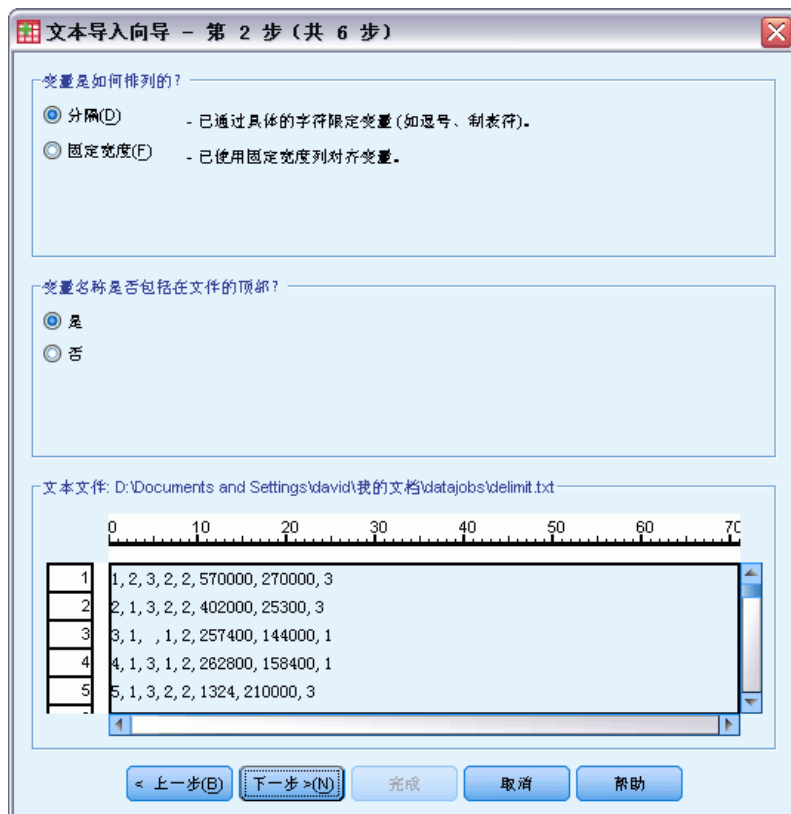 文本导入向导 - 第 2 步（共 6 步）
变量是如何排列的？
分隔(D) - 已通过具体的字符限定变量(如逗号、制表符)。
固定宽度(F) - 已使用固定宽度列对齐变量。
变量名称是否包括在文件的顶部？
是
否
文本文件: D:\Documents and Settings\david\我的文档\datajobs\delimit.txt
0 10 20 30 40 50 60 70
1 1, 2, 3, 2, 2, 570000, 270000, 3
2 2, 1, 3, 2, 2, 402000, 25300, 3
3 3, 1, , 1, 2, 257400, 144000, 1
4 4, 1, 3, 1, 2, 262800, 158400, 1
5 5, 1, 3, 2, 2, 1324, 210000, 3
< 上一步(B) 下一步 >(N) 完成 取消 帮助